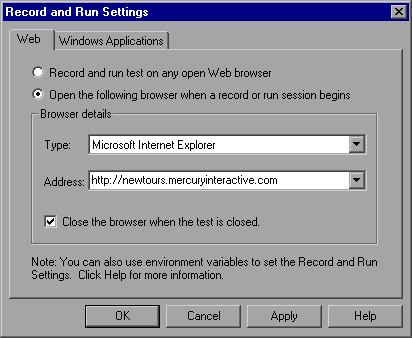 Record and Run Settings
Web
Windows Applications
Record and run test on any open Web browser
Open the following browser when a record or run session begins
Browser details
Type:
Microsoft Internet Explorer
Address:
http://newtours.mercuryinteractive.com
Close the browser when the test is closed.
Note: You can also use environment variables to set the Record and Run
Settings.  Click Help for more information.
OK
Cancel
Apply
Help